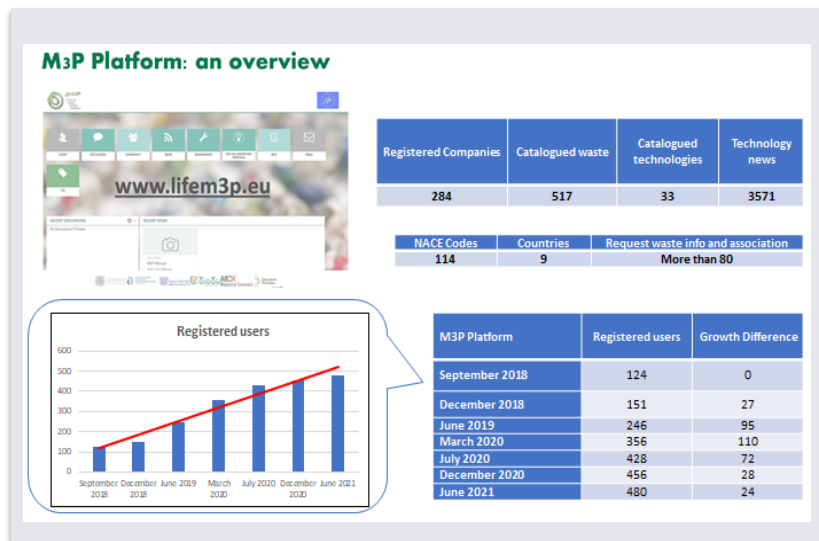 M3P Platform: an overview
www.lifem3p.eu
RECENT NEWS
Registered Companies Catalogued waste Catalogued technologies Technology news
284 517 33 3571
NACE Codes Countries Request waste info and association
114 9 More than 80
Registered users
600
500
400
300
200
100
0
September 2018 December 2018 June 2019 March 2020 July 2020 December 2020 June 2021
M3P Platform Registered users Growth Difference
September 2018 124 0
December 2018 151 27
June 2019 246 95
March 2020 356 110
July 2020 428 72
December 2020 456 28
June 2021 480 24